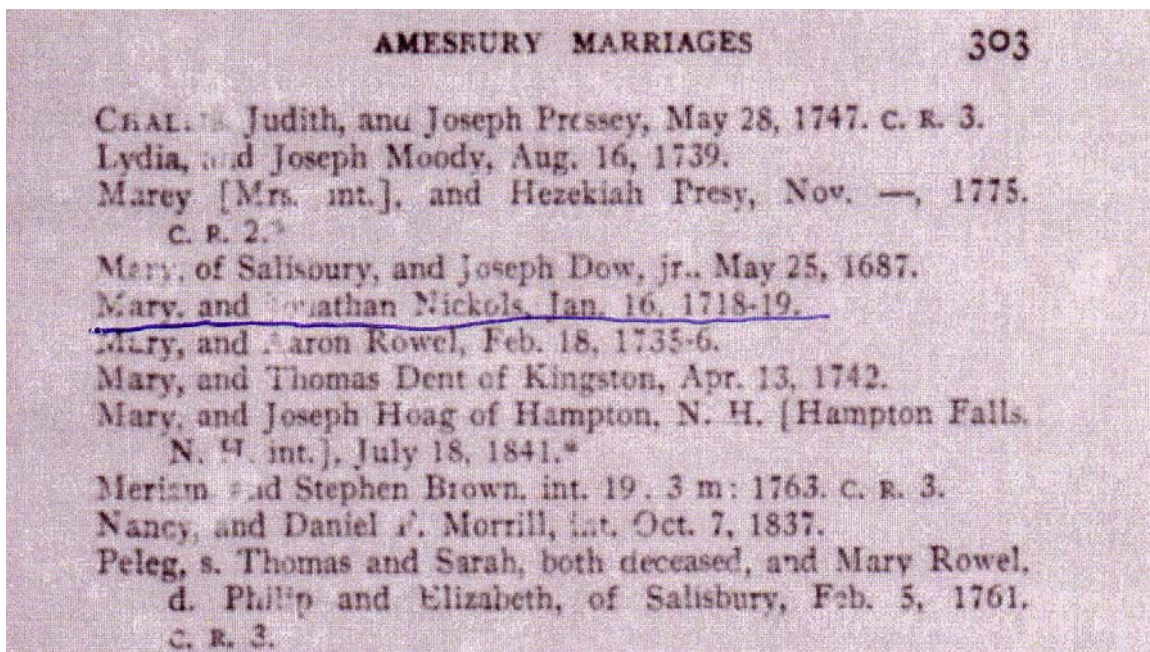 AMESBURY MARRIAGES 303
Judith, and Joseph Pressey, May 28, 1747. C. R. 3.
Lydia, and Joseph Moody, Aug. 16, 1739.
Marey [Mrs. int.], and Hezekiah Presy, Nov. —, 1775.
C. R. 2.*
Mary, of Salisbury, and Joseph Dow, jr., May 25, 1687.
Mary, and Jonathan Nickols, Jan. 16, 1718-19.
Mary, and Aaron Rowel, Feb. 18, 1735-6.
Mary, and Thomas Dent of Kingston, Apr. 13, 1742.
Mary, and Joseph Hoag of Hampton, N. H. [Hampton Falls,
N. H. int.], July 18, 1841.*
Meriam and Stephen Brown, int. 19 . 3 m : 1763. C. R. 3.
Nancy, and Daniel F. Morrill, int. Oct. 7, 1837.
Peleg, s. Thomas and Sarah, both deceased, and Mary Rowel,
d. Philip and Elizabeth, of Salisbury, Feb. 5, 1761.
C. R. 3.